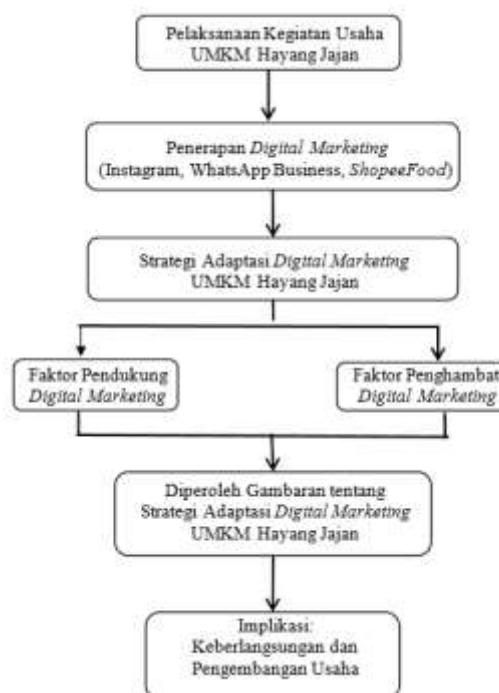 Pelaksanaan Kegiatan Usaha
UMKM Hayang Jajan
Penerapan Digital Marketing
(Instagram, WhatsApp Business, ShopeeFood)
Strategi Adaptasi Digital Marketing
UMKM Hayang Jajan
Faktor Pendukung
Digital Marketing
Faktor Penghambat
Digital Marketing
Diperoleh Gambaran tentang
Strategi Adaptasi Digital Marketing
UMKM Hayang Jajan
Implikasi:
Keberlangsungan dan
Pengembangan Usaha